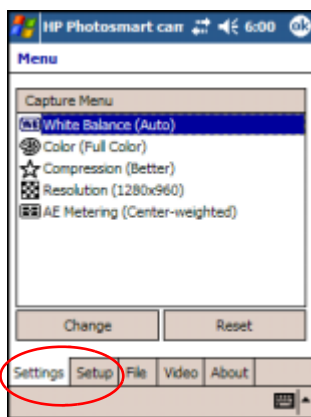 HP Photosmart cam 6:00 ok
Menu
Capture Menu
White Balance (Auto)
Color (Full Color)
Compression (Better)
Resolution (1280x960)
AE Metering (Center-weighted)
Change Reset
Settings Setup File Video About